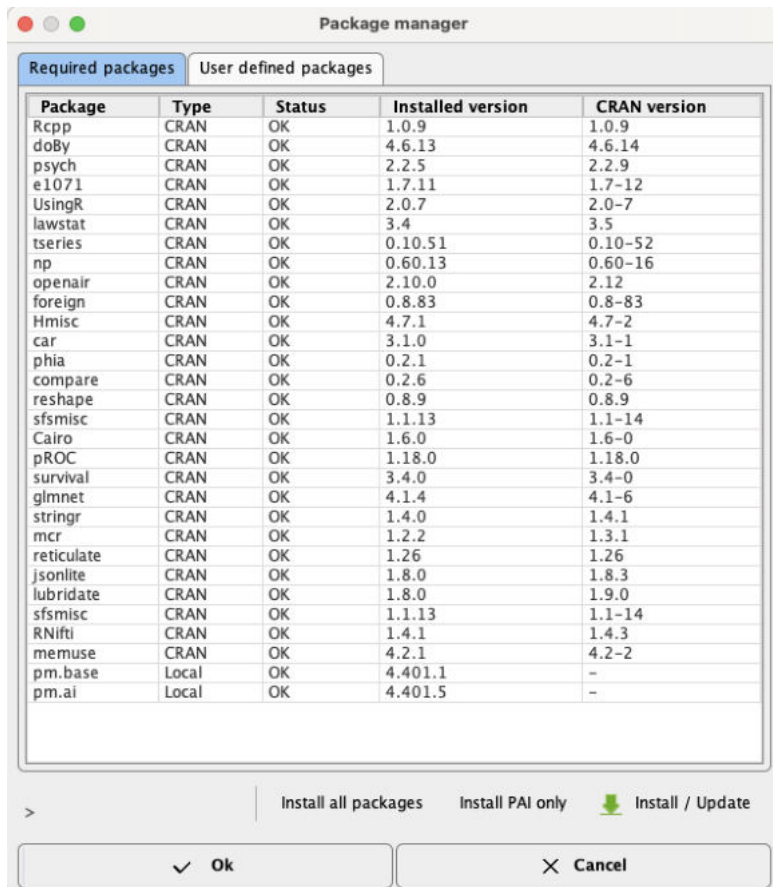 Package manager
Required packages User defined packages
Package Type Status Installed version CRAN version
Rcpp CRAN OK 1.0.9 1.0.9
doBy CRAN OK 4.6.13 4.6.14
psych CRAN OK 2.2.5 2.2.9
e1071 CRAN OK 1.7.11 1.7-12
UsingR CRAN OK 2.0.7 2.0-7
lawstat CRAN OK 3.4 3.5
tseries CRAN OK 0.10.51 0.10-52
np CRAN OK 0.60.13 0.60-16
openair CRAN OK 2.10.0 2.12
foreign CRAN OK 0.8.83 0.8-83
Hmisc CRAN OK 4.7.1 4.7-2
car CRAN OK 3.1.0 3.1-1
phia CRAN OK 0.2.1 0.2-1
compare CRAN OK 0.2.6 0.2-6
reshape CRAN OK 0.8.9 0.8.9
sfsmisc CRAN OK 1.1.13 1.1-14
Cairo CRAN OK 1.6.0 1.6-0
pROC CRAN OK 1.18.0 1.18.0
survival CRAN OK 3.4.0 3.4-0
glmnet CRAN OK 4.1.4 4.1-6
stringr CRAN OK 1.4.0 1.4.1
mcr CRAN OK 1.2.2 1.3.1
reticulate CRAN OK 1.26 1.26
jsonlite CRAN OK 1.8.0 1.8.3
lubridate CRAN OK 1.8.0 1.9.0
sfsmisc CRAN OK 1.1.13 1.1-14
RNifti CRAN OK 1.4.1 1.4.3
memuse CRAN OK 4.2.1 4.2-2
pm.base Local OK 4.401.1 -
pm.ai Local OK 4.401.5 -
> Install all packages Install PAI only Install / Update
Ok Cancel